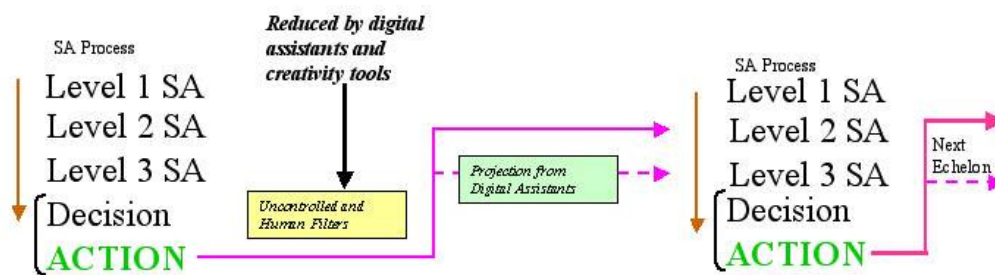 SA Process
Level 1 SA
Level 2 SA
Level 3 SA
Decision
ACTION
Reduced by digital
assistants and
creativity tools
Uncontrolled and
Human Filters
Projection from
Digital Assistants
SA Process
Level 1 SA
Level 2 SA
Level 3 SA
Decision
ACTION
Next
Echelon